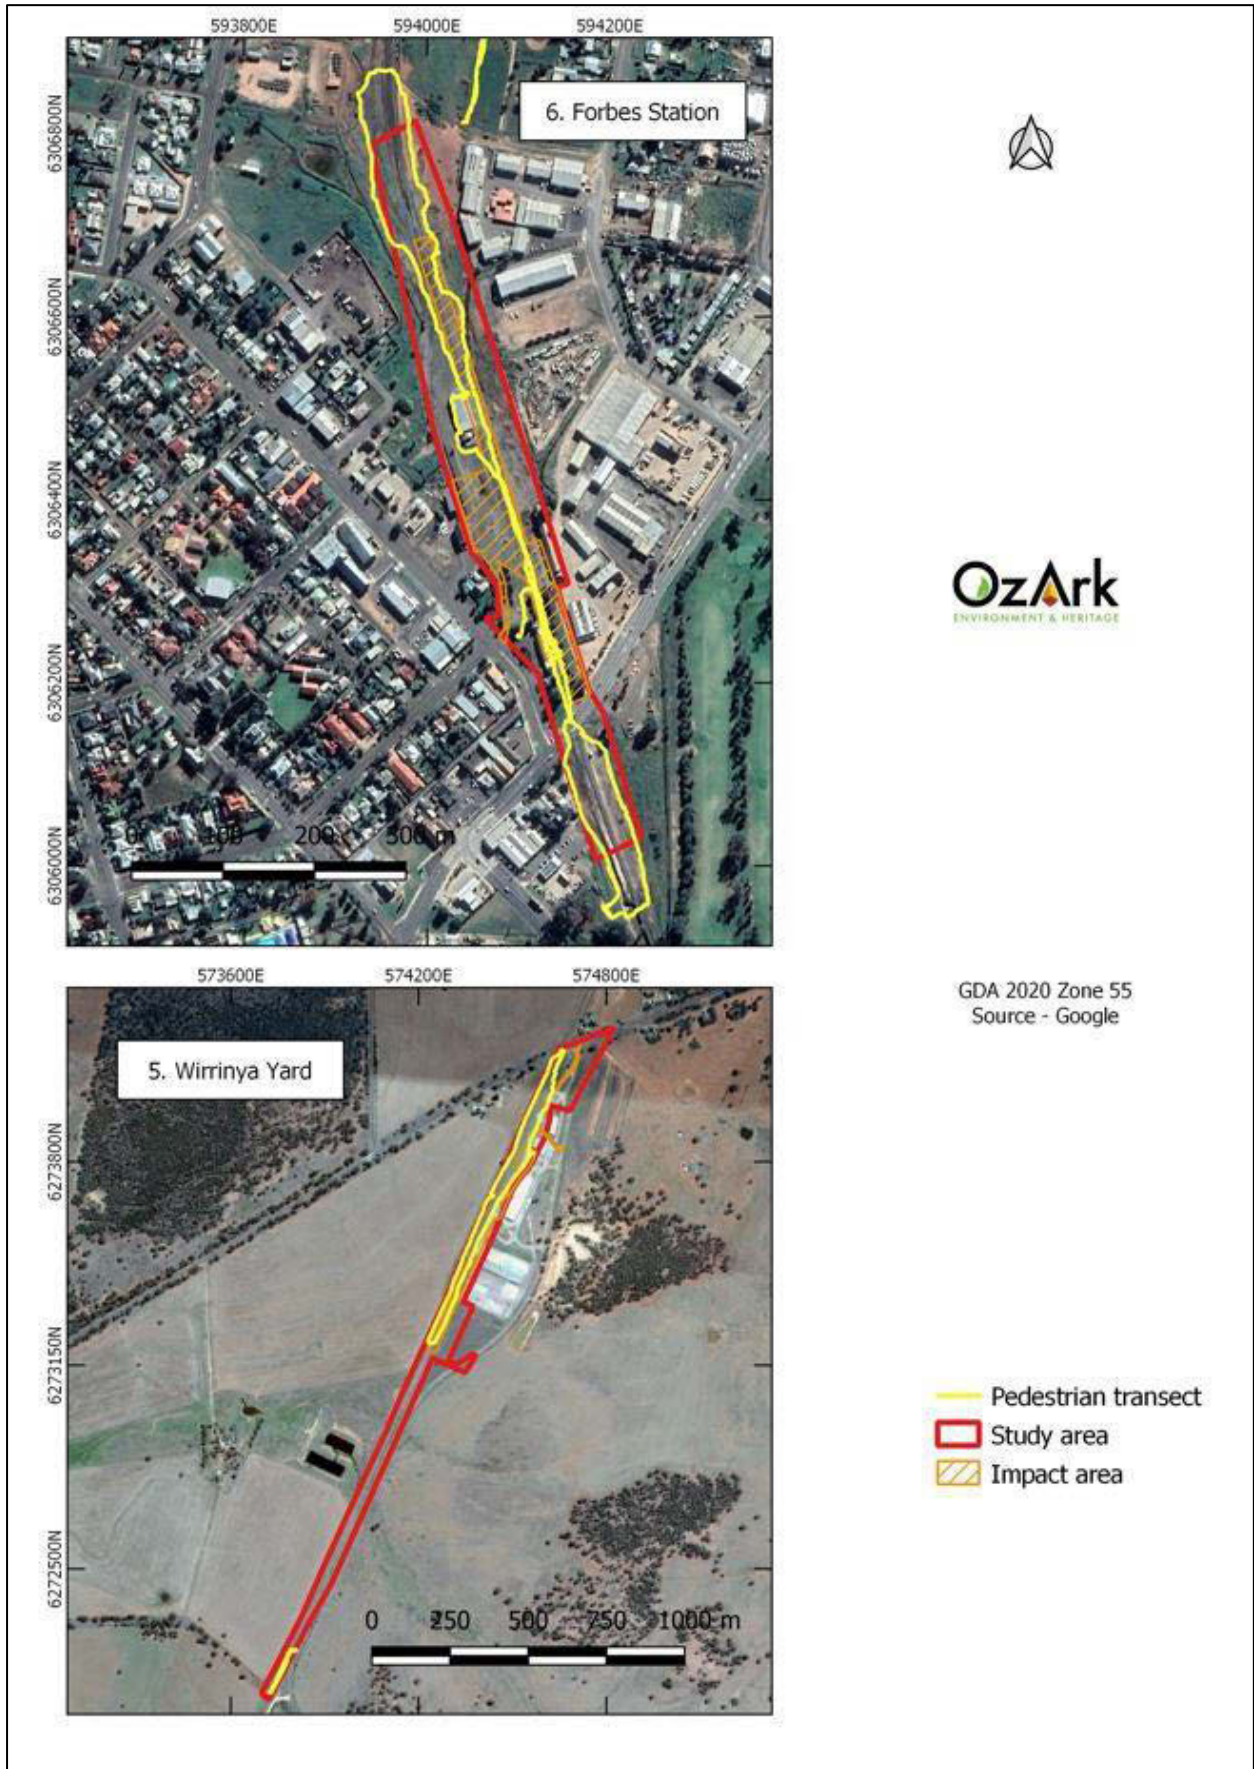 593800E 594000E 594200E
6. Forbes Station
6306800N
6306600N
6306400N
6306200N
6306000N
0 100 200 300 m
OzArk
ENVIRONMENT & HERITAGE
573600E 574200E 574800E
GDA 2020 Zone 55
Source - Google
5. Wirrinya Yard
6273800N
6273150N
6272500N
0 250 500 750 1000 m
Pedestrian transect
Study area
Impact area